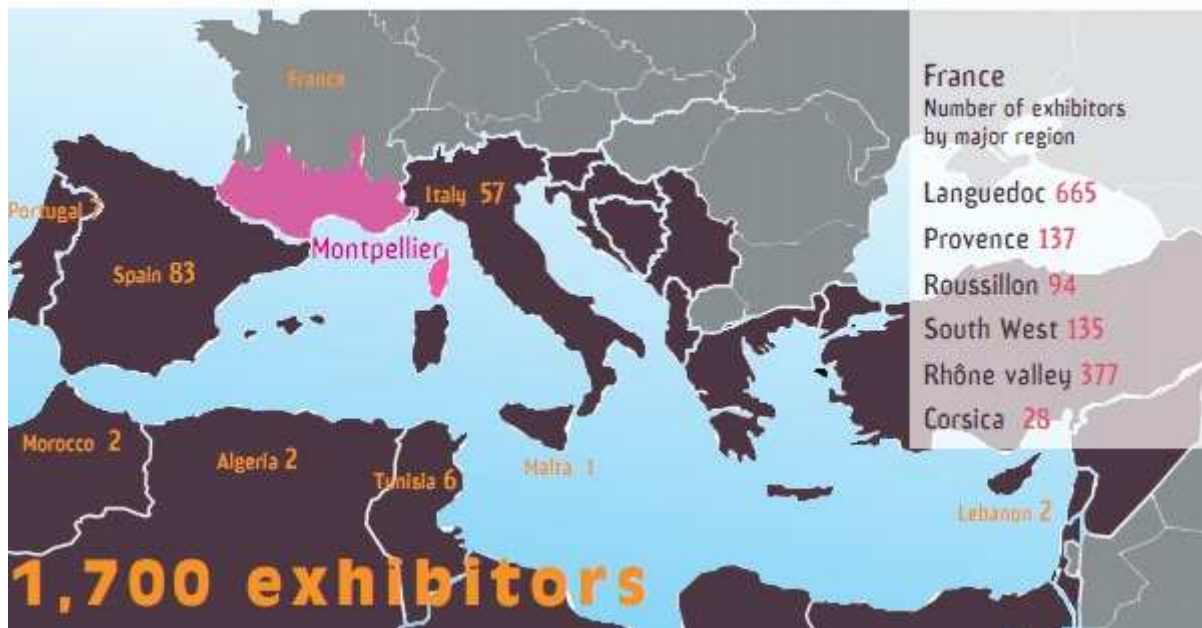 France
France
Number of exhibitors
by major region
Languedoc 665
Provence 137
Roussillon 94
South West 135
Rhône valley 377
Corsica 28
Italy 57
Portugal
Montpellier
Spain 83
Morocco 2
Algeria 2
Tunisia 6
Malta 1
Lebanon 2
1,700 exhibitors